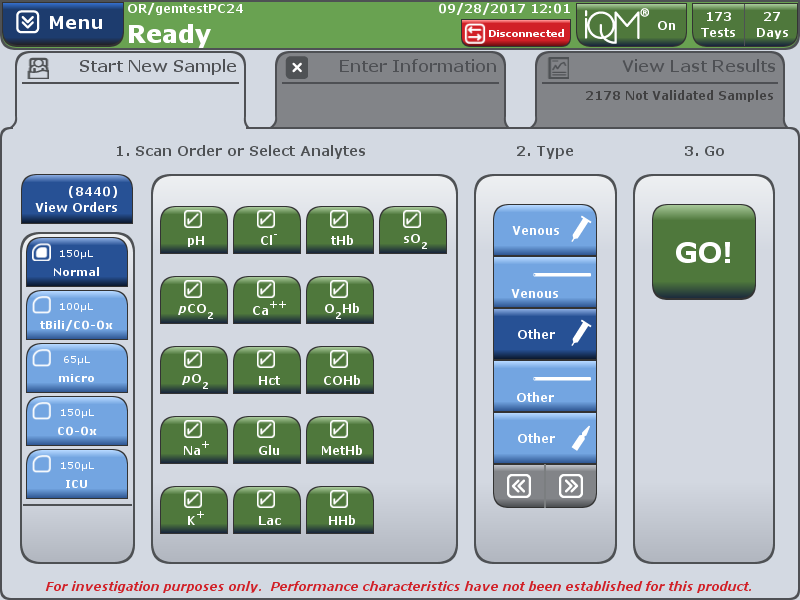 Menu
OR/gemtestPC24
Ready
09/28/2017 12:01
Disconnected
iQM® On
173 Tests
27 Days
Start New Sample
Enter Information
View Last Results
2178 Not Validated Samples
1. Scan Order or Select Analytes
2. Type
3. Go
(8440)
View Orders
150µL
Normal
100µL
tBili/CO-Ox
65µL
micro
150µL
CO-Ox
150µL
ICU
pH
Cl⁻
tHb
sO₂
pCO₂
Ca⁺⁺
O₂Hb
pO₂
Hct
COHb
Na⁺
Glu
MetHb
K⁺
Lac
HHb
Venous
Venous
Other
Other
Other
GO!
For investigation purposes only. Performance characteristics have not been established for this product.